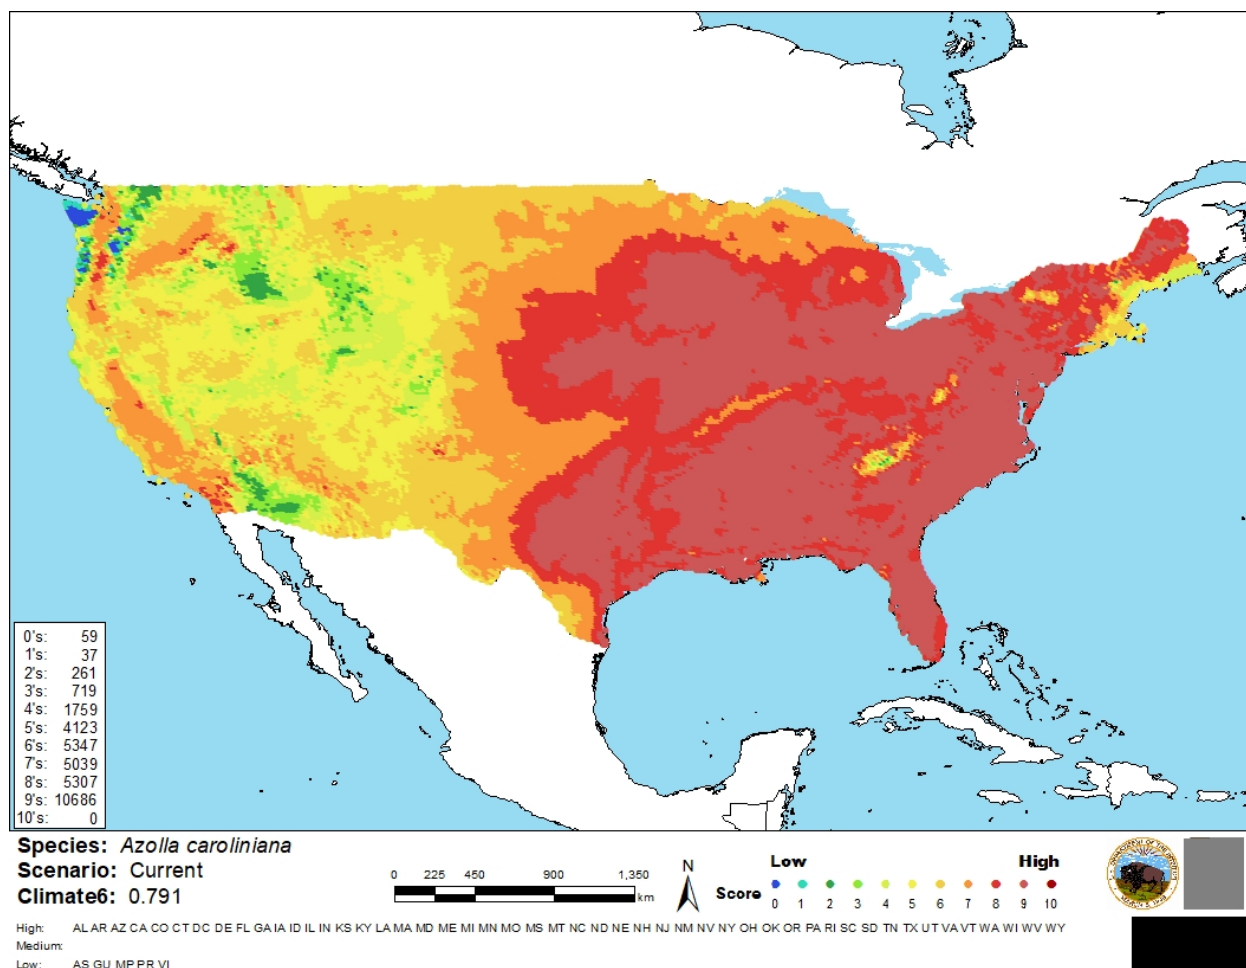 0's: 59
1's: 37
2's: 261
3's: 719
4's: 1759
5's: 4123
6's: 5347
7's: 5039
8's: 5307
9's: 10686
10's: 0
Species: Azolla caroliniana
Scenario: Current
Climate6: 0.791
0 225 450 900 1,350
km
N
Low High
Score 0 1 2 3 4 5 6 7 8 9 10
High: AL AR AZ CA CO CT DC DE FL GA IA ID IL IN KS KY LA MA MD ME MI MN MO MS MT NC ND NE NH NJ NM NV NY OH OK OR PA RI SC SD TN TX UT VA VT WA WI WV WY
Medium:
Low: AS GU MP PR VI